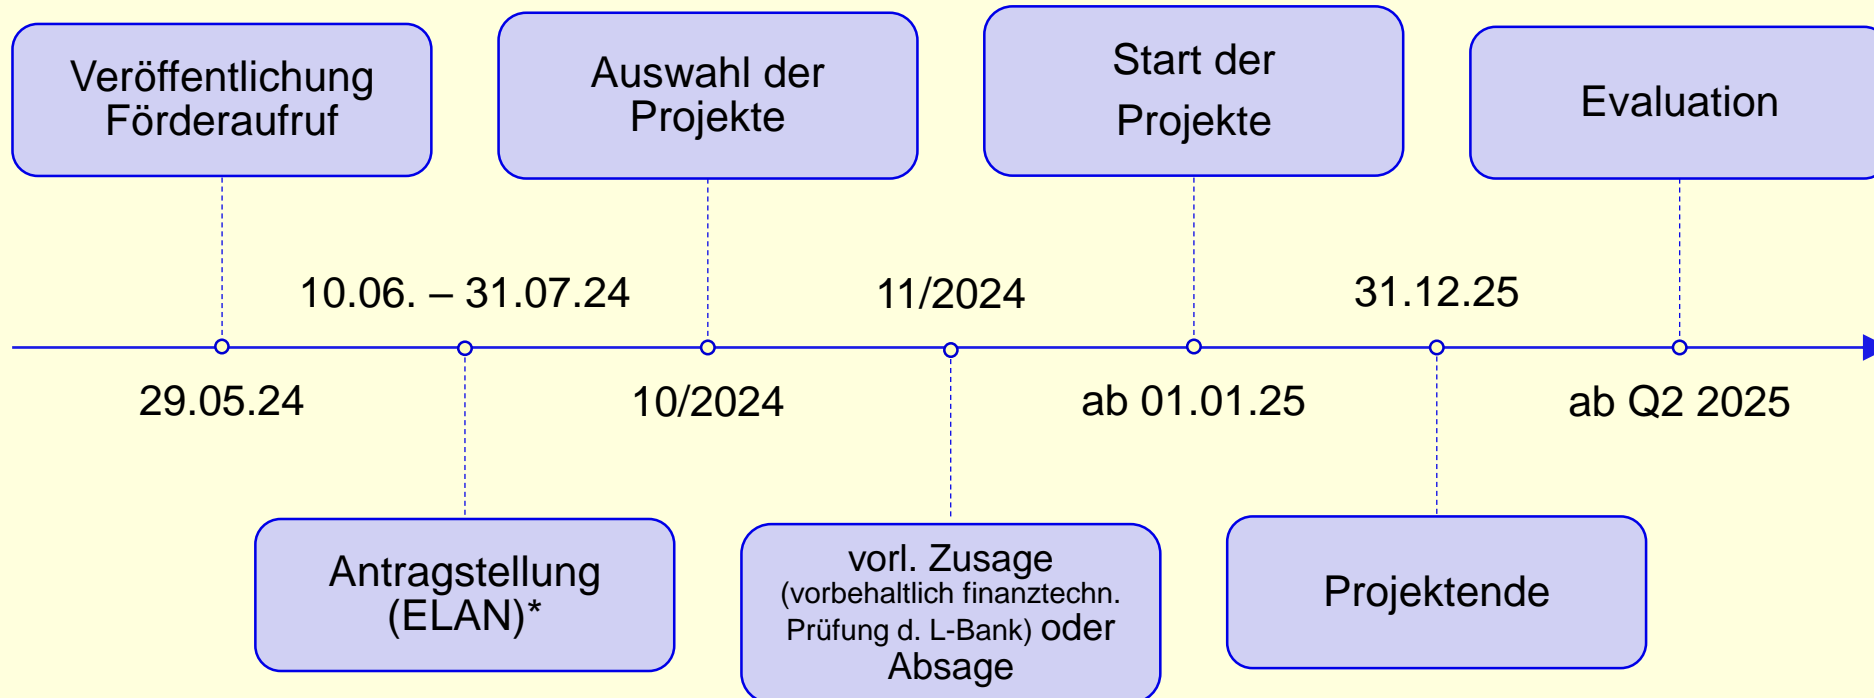 Veröffentlichung
Förderaufruf
Auswahl der
Projekte
Start der
Projekte
Evaluation
10.06. – 31.07.24
11/2024
31.12.25
29.05.24
10/2024
ab 01.01.25
ab Q2 2025
Antragstellung
(ELAN)*
vorl. Zusage
(vorbehaltlich finanztechn.
Prüfung d. L-Bank) oder
Absage
Projektende